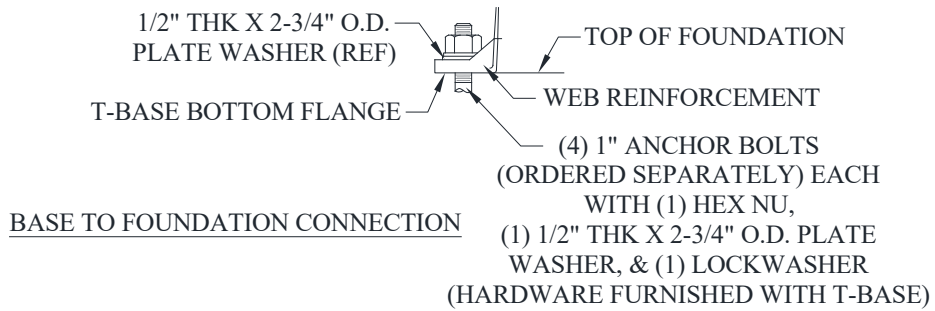 1/2" THK X 2-3/4" O.D.
PLATE WASHER (REF)
TOP OF FOUNDATION
WEB REINFORCEMENT
T-BASE BOTTOM FLANGE
(4) 1" ANCHOR BOLTS
(ORDERED SEPARATELY) EACH
WITH (1) HEX NU,
(1) 1/2" THK X 2-3/4" O.D. PLATE
WASHER, & (1) LOCKWASHER
(HARDWARE FURNISHED WITH T-BASE)
BASE TO FOUNDATION CONNECTION